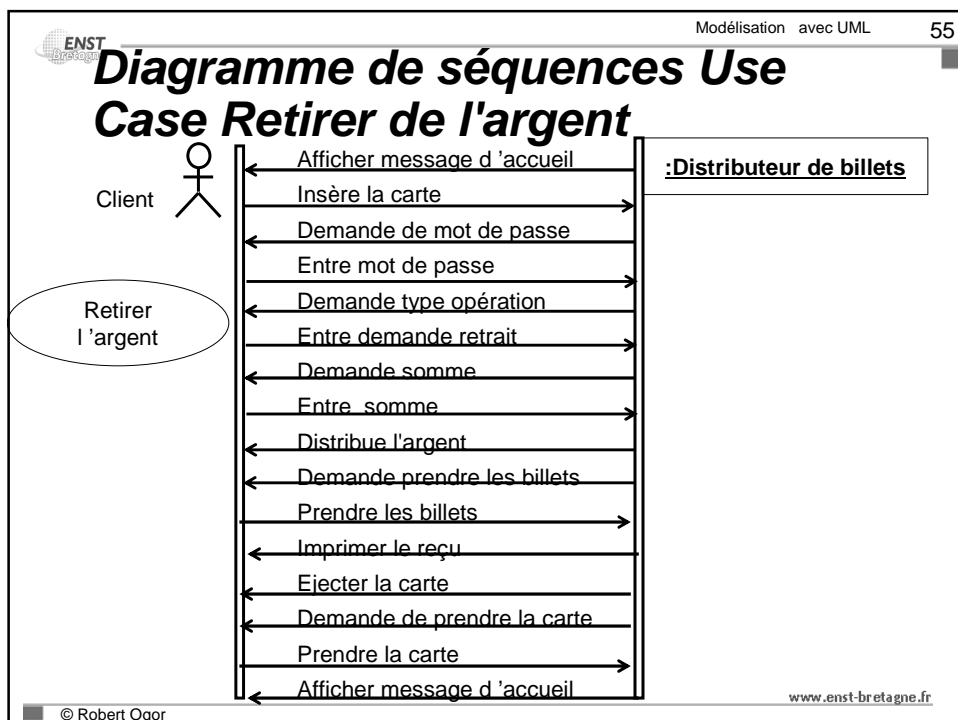 Modélisation avec UML 55
ENST
Bretagne
Diagramme de séquences Use
Case Retirer de l'argent
Afficher message d ’accueil
:Distributeur de billets
Client
Insère la carte
Demande de mot de passe
Entre mot de passe
Demande type opération
Retirer
l ’argent
Entre demande retrait
Demande somme
Entre somme
Distribue l'argent
Demande prendre les billets
Prendre les billets
Imprimer le reçu
Ejecter la carte
Demande de prendre la carte
Prendre la carte
Afficher message d ’accueil
www.enst-bretagne.fr
© Robert Ogor